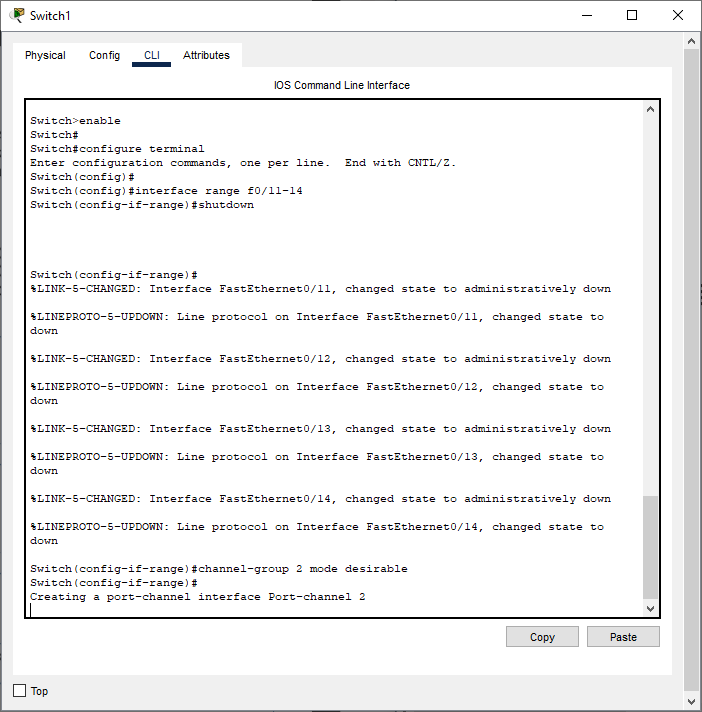 Switch1
Physical Config CLI Attributes
IOS Command Line Interface
Switch>enable
Switch#
Switch#configure terminal
Enter configuration commands, one per line.  End with CNTL/Z.
Switch(config)#
Switch(config)#interface range f0/11-14
Switch(config-if-range)#shutdown
Switch(config-if-range)#
%LINK-5-CHANGED: Interface FastEthernet0/11, changed state to administratively down
%LINEPROTO-5-UPDOWN: Line protocol on Interface FastEthernet0/11, changed state to
down
%LINK-5-CHANGED: Interface FastEthernet0/12, changed state to administratively down
%LINEPROTO-5-UPDOWN: Line protocol on Interface FastEthernet0/12, changed state to
down
%LINK-5-CHANGED: Interface FastEthernet0/13, changed state to administratively down
%LINEPROTO-5-UPDOWN: Line protocol on Interface FastEthernet0/13, changed state to
down
%LINK-5-CHANGED: Interface FastEthernet0/14, changed state to administratively down
%LINEPROTO-5-UPDOWN: Line protocol on Interface FastEthernet0/14, changed state to
down
Switch(config-if-range)#channel-group 2 mode desirable
Switch(config-if-range)#
Creating a port-channel interface Port-channel 2
Copy Paste
Top